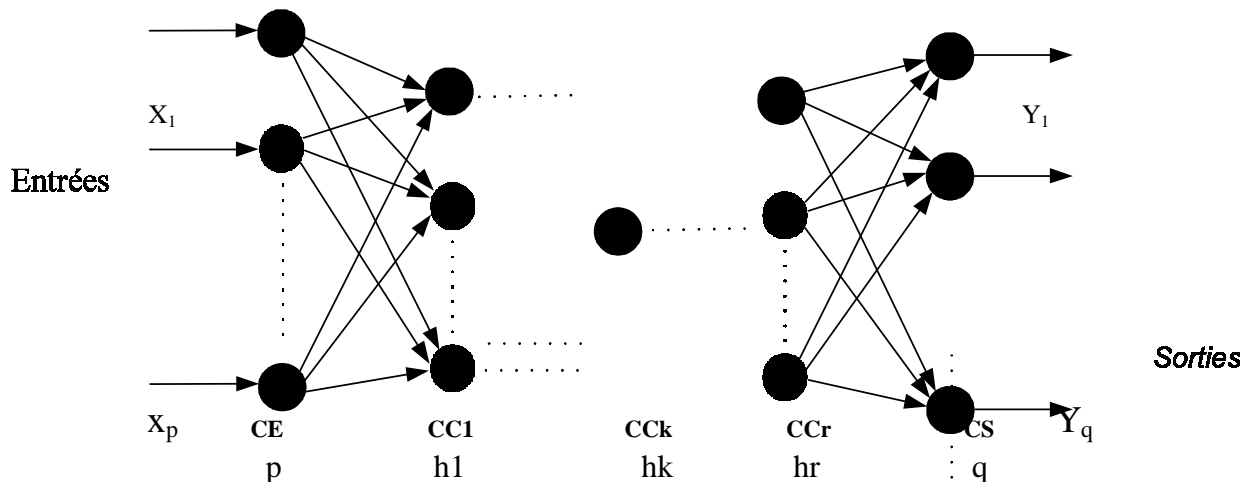 X1
Y1
Entrées
Sorties
Xp
CE
CC1
CCk
CCr
CS
Yq
p
h1
hk
hr
q